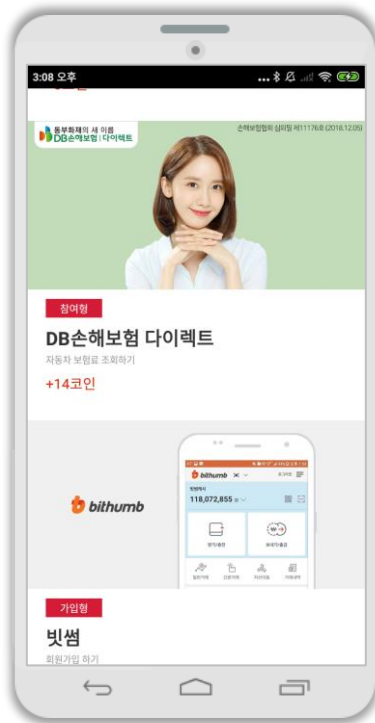 3:08 오후
동부화재의 새 이름
DB손해보험 | 다이렉트
손해보험협회 심의필 제11176호 (2018.12.05)
참여형
DB손해보험 다이렉트
자동차 보험료 조회하기
+14코인
bithumb
bithumb
118,072,855
가입형
빗썸
회원가입 하기